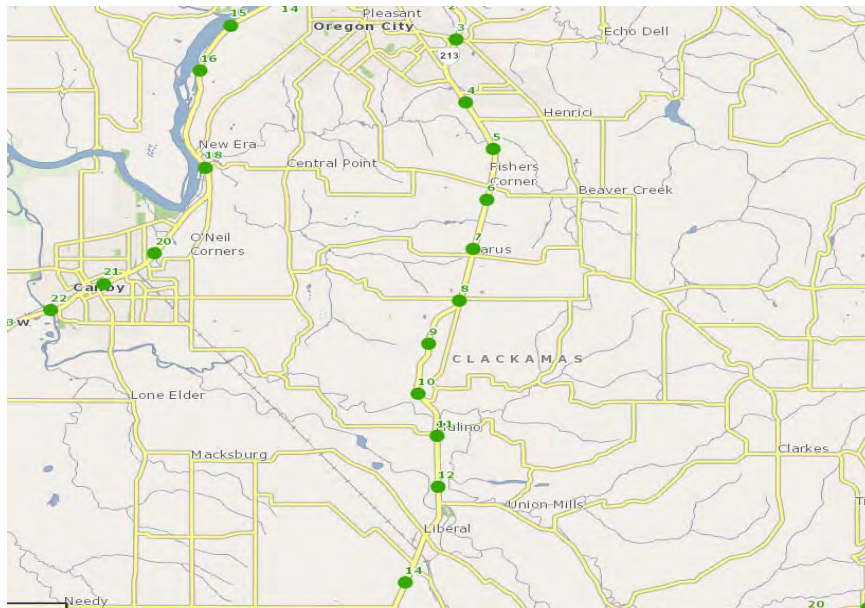 15
14
2
Pleasant
Oregon City
3
Echo Dell
213
16
4
Henrici
New Era
5
18
Central Point
Fishers
Corner
6
Beaver Creek
O'Neil
Corners
20
7
21
Canby
22
8
9
CLACKAMAS
10
Lone Elder
11
Macksburg
Clarkes
12
Union Mills
Liberal
14
Needy
20